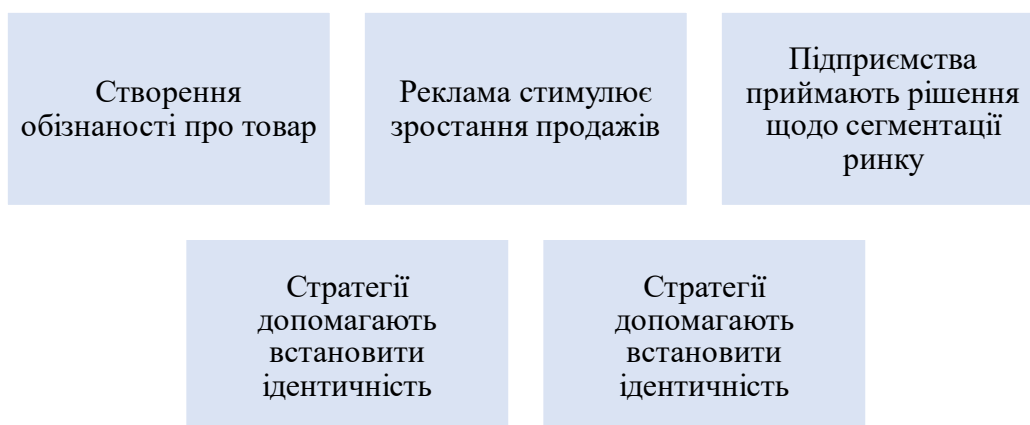 Створення
обізнаності про товар
Реклама стимулює
зростання продажів
Підприємства
приймають рішення
щодо сегментації
ринку
Стратегії
допомагають
встановити
ідентичність
Стратегії
допомагають
встановити
ідентичність